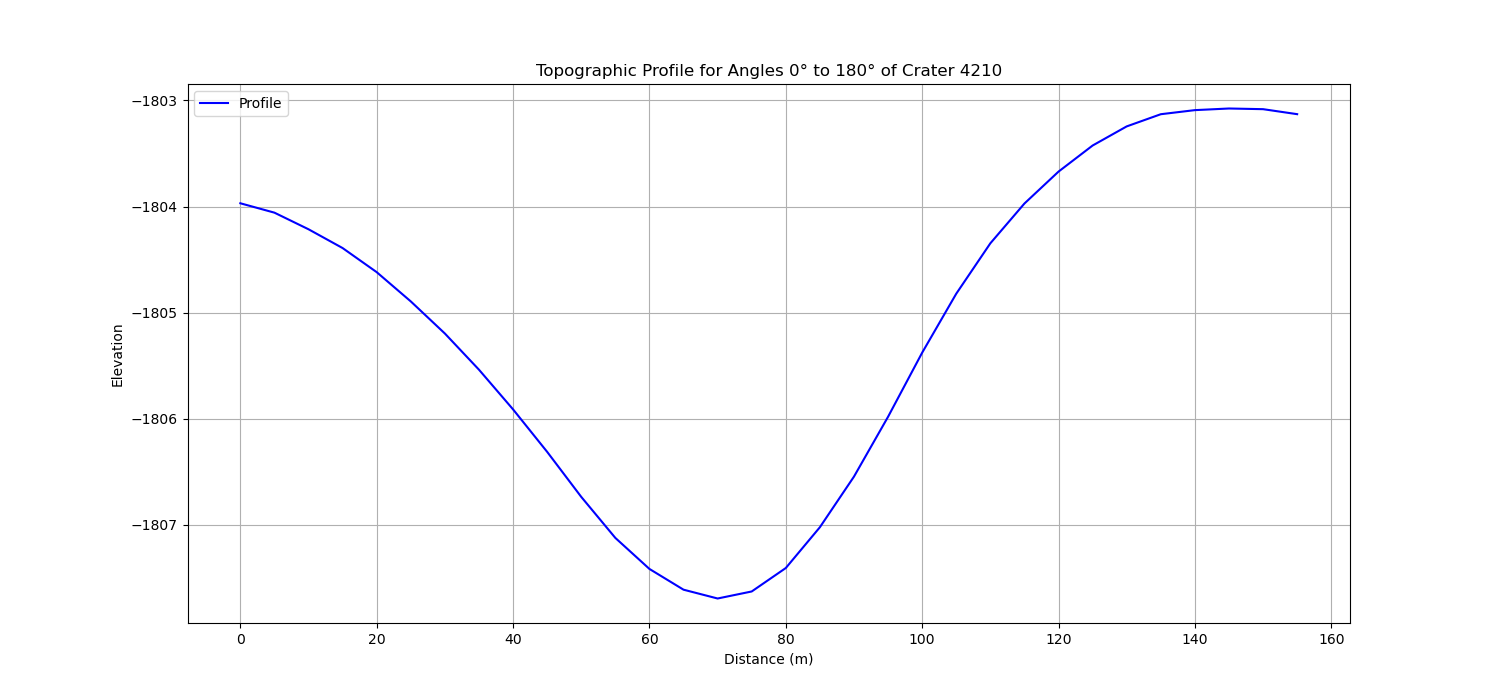 Topographic Profile for Angles 0° to 180° of Crater 4210
Profile
−1803
−1804
−1805
−1806
−1807
Elevation
0 20 40 60 80 100 120 140 160
Distance (m)